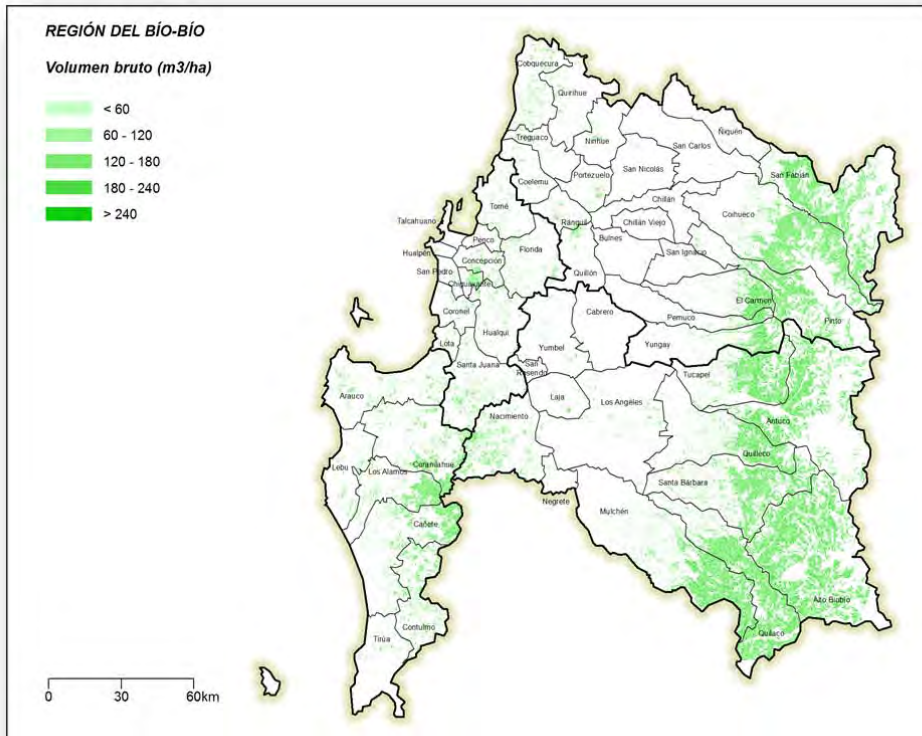 REGIÓN DEL BÍO-BÍO
Volumen bruto (m3/ha)
< 60
60 - 120
120 - 180
180 - 240
> 240
Cobquecura
Quirihue
Treguaco
Ninhue
Ñiquén
San Carlos
San Fabián
Portezuelo
San Nicolás
Coelemu
Chillán
Tomé
Coihueco
Talcahuano
Ránquil
Chillán Viejo
Penco
Bulnes
Hualpén
Concepción
Florida
San Ignacio
San Pedro
Quillón
Chiguayante
El Carmen
Coronel
Pemuco
Pinto
Cabrero
Hualqui
Lota
Yumbel
Yungay
Santa Juana
San
Rosendo
Tucapel
Arauco
Laja
Los Angeles
Nacimiento
Antuco
Quilleco
Lebu
Los Alamos
Curanilahue
Santa Bárbara
Negrete
Mulchén
Cañete
Alto Biobío
Contulmo
Tirúa
Quilaco
0
30
60km